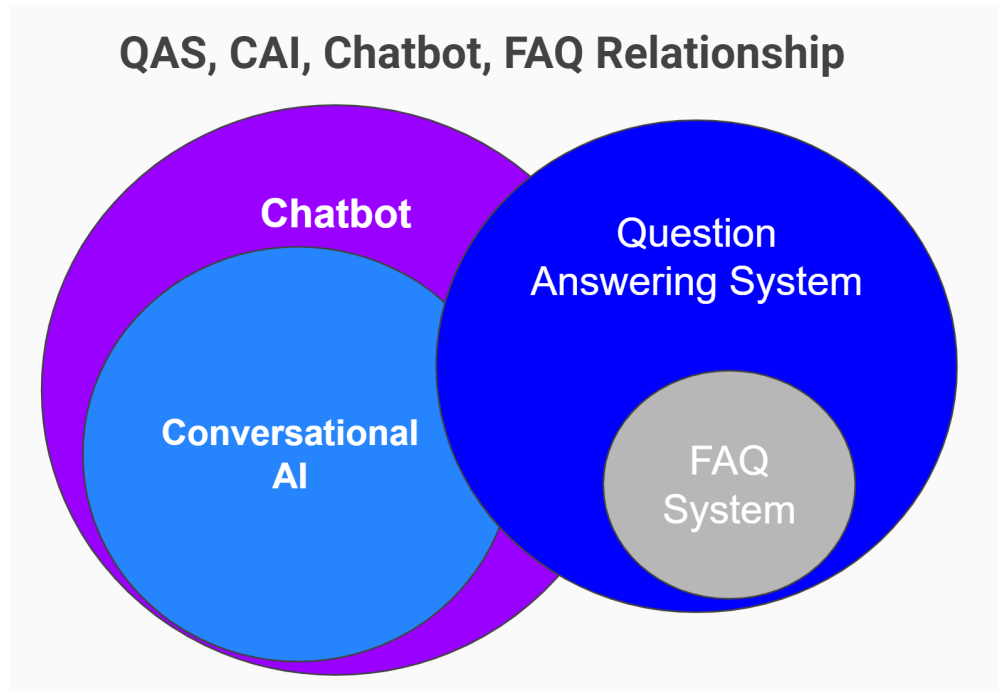 QAS, CAI, Chatbot, FAQ Relationship
Chatbot
Question
Answering System
Conversational
AI
FAQ
System